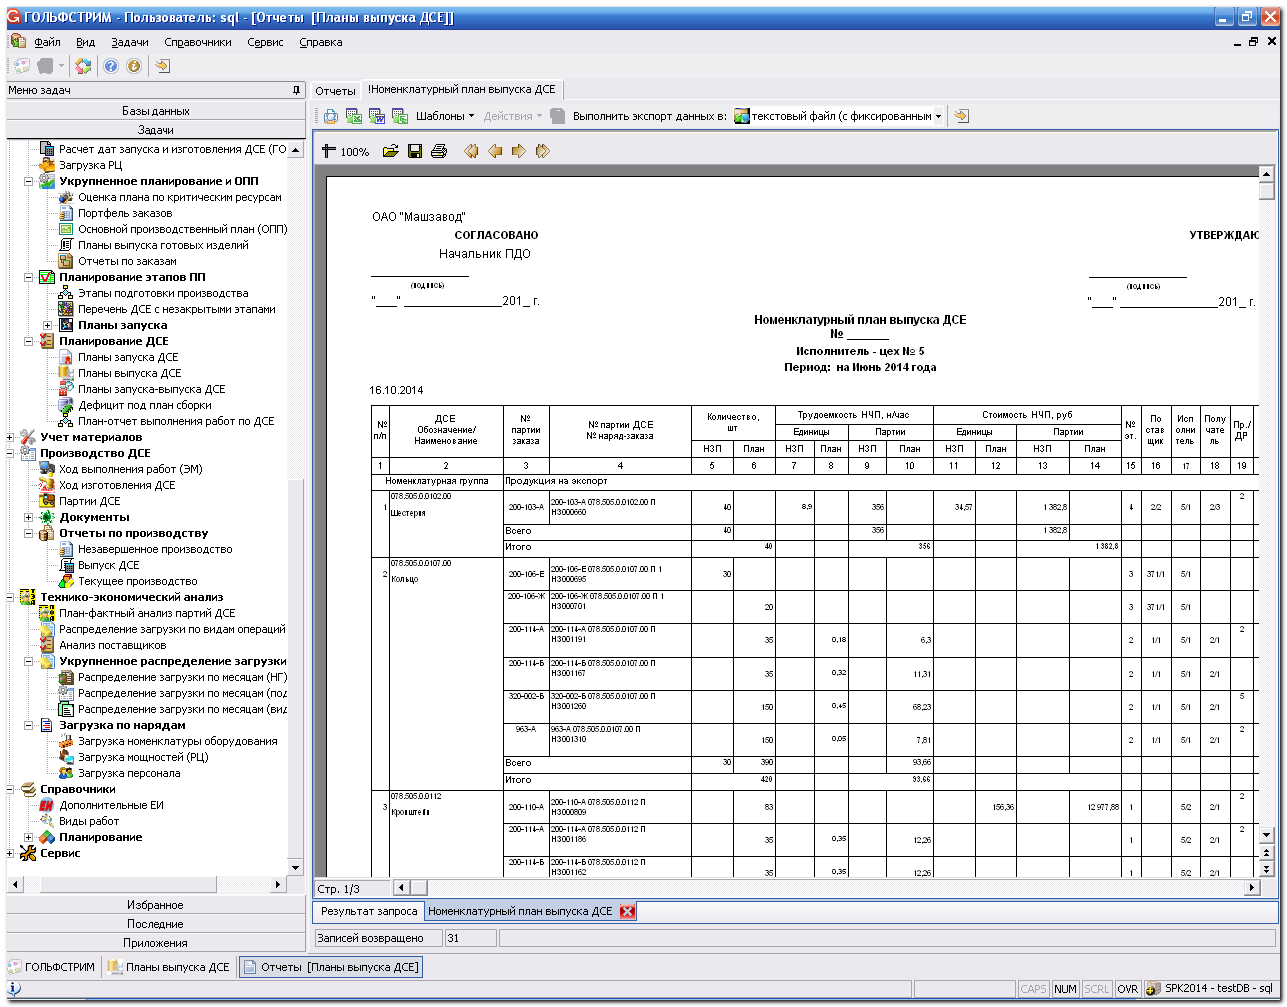 ГОЛЬФСТРИМ - Пользователь: sql - [Отчеты [Планы выпуска ДСЕ]]
Файл Вид Задачи Справочники Сервис Справка
Меню задач
Базы данных
Задачи
Расчет дат запуска и изготовления ДСЕ (ГО
Загрузка РЦ
Укрупненное планирование и ОПП
Оценка плана по критическим ресурсам
Портфель заказов
Основной производственный план (ОПП)
Планы выпуска готовых изделий
Отчеты по заказам
Планирование этапов ПП
Этапы подготовки производства
Перечень ДСЕ с незакрытыми этапами
Планы запуска
Планирование ДСЕ
Планы запуска ДСЕ
Планы выпуска ДСЕ
Планы запуска-выпуска ДСЕ
Дефицит под план сборки
План-отчет выполнения работ по ДСЕ
Учет материалов
Производство ДСЕ
Ход выполнения работ (ЭМ)
Ход изготовления ДСЕ
Партии ДСЕ
Документы
Отчеты по производству
Незавершенное производство
Выпуск ДСЕ
Текущее производство
Технико-экономический анализ
План-фактный анализ партий ДСЕ
Распределение загрузки по видам операций
Анализ поставщиков
Укрупненное распределение загрузки
Распределение загрузки по месяцам (НГ)
Распределение загрузки по месяцам (под
Распределение загрузки по месяцам (вид
Загрузка по нарядам
Загрузка номенклатуры оборудования
Загрузка мощностей (РЦ)
Загрузка персонала
Справочники
Дополнительные ЕИ
Виды работ
Планирование
Сервис
Избранное
Последние
Приложения
Отчеты !Номенклатурный план выпуска ДСЕ
Шаблоны Действия Выполнить экспорт данных в: текстовый файл (с фиксированным
100%
ОАО "Машзавод"
СОГЛАСОВАНО УТВЕРЖДАЮ
Начальник ПДО
(подпись) (подпись)
"___" _______________201_ г. "___" _______________201_ г.
Номенклатурный план выпуска ДСЕ
№ ______
Исполнитель - цех № 5
Период: на Июнь 2014 года
16.10.2014
№ п/п ДСЕ Обозначение/ Наименование № партии заказа № партии ДСЕ № наряд-заказа Количество, шт Трудоемкость НЧП, н/час Стоимость НЧП, руб № эт. По став щик Исп олни тель Полу чате ль Пр./ ДР
Единицы Партии Единицы Партии
НЗП План НЗП План НЗП План НЗП План НЗП План
1 2 3 4 5 6 7 8 9 10 11 12 13 14 15 16 17 18 19
Номенклатурная группа Продукция на экспорт
1 078.505.0.0102.00 Шестерня 200-103-А 200-103-А 078.505.0.0102.00 П НЗ000660 40 8,9 356 34,57 1 382,8 4 2/2 5/1 2/3 2
Всего 40 356 1 382,8
Итого 40 356 1 382,8
2 078.505.0.0107.00 Кольцо 200-106-Е 200-106-Е 078.505.0.0107.00 П 1 НЗ000695 30 3 371/1 5/1
200-106-Ж 200-106-Ж 078.505.0.0107.00 П 1 НЗ000701 20 3 371/1 5/1
200-114-А 200-114-А 078.505.0.0107.00 П НЗ001191 35 0,18 6,3 2 1/1 5/1 2/1 2
200-114-Б 200-114-Б 078.505.0.0107.00 П НЗ001167 35 0,32 11,31 2 1/1 5/1 2/1
320-002-Б 320-002-Б 078.505.0.0107.00 П НЗ001260 150 0,45 68,23 2 1/1 5/1 2/1 5
963-А 963-А 078.505.0.0107.00 П НЗ001310 150 0,05 7,81 2 1/1 5/1 2/1 2
Всего 30 390 93,66
Итого 420 93,66
3 078.505.0.0112 Кронштейн 200-110-А 200-110-А 078.505.0.0112 П НЗ000809 83 156,36 12 977,88 1 5/2 2/1 2
200-114-А 200-114-А 078.505.0.0112 П НЗ001186 35 0,35 12,26 1 5/2 2/1 2
200-114-Б 200-114-Б 078.505.0.0112 П НЗ001162 35 0,35 12,26 1 5/2 2/1
Стр. 1/3
Результат запроса Номенклатурный план выпуска ДСЕ
Записей возвращено 31
ГОЛЬФСТРИМ Планы выпуска ДСЕ Отчеты [Планы выпуска ДСЕ]
CAPS NUM SCRL OVR SPK2014 - testDB - sql